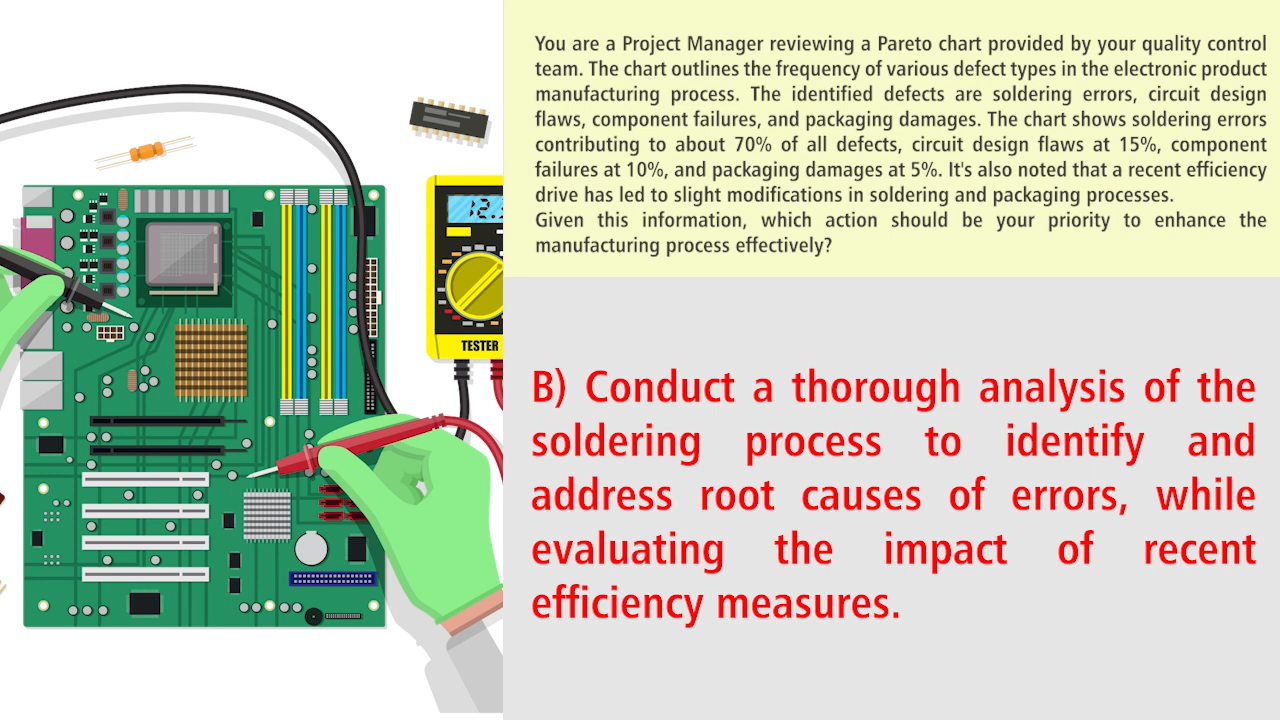 You are a Project Manager reviewing a Pareto chart provided by your quality control
team. The chart outlines the frequency of various defect types in the electronic product
manufacturing process. The identified defects are soldering errors, circuit design
flaws, component failures, and packaging damages. The chart shows soldering errors
contributing to about 70% of all defects, circuit design flaws at 15%, component
failures at 10%, and packaging damages at 5%. It's also noted that a recent efficiency
drive has led to slight modifications in soldering and packaging processes.
Given this information, which action should be your priority to enhance the
manufacturing process effectively?
12.
TESTER
B) Conduct a thorough analysis of the
soldering process to identify and
address root causes of errors, while
evaluating the impact of recent
efficiency measures.